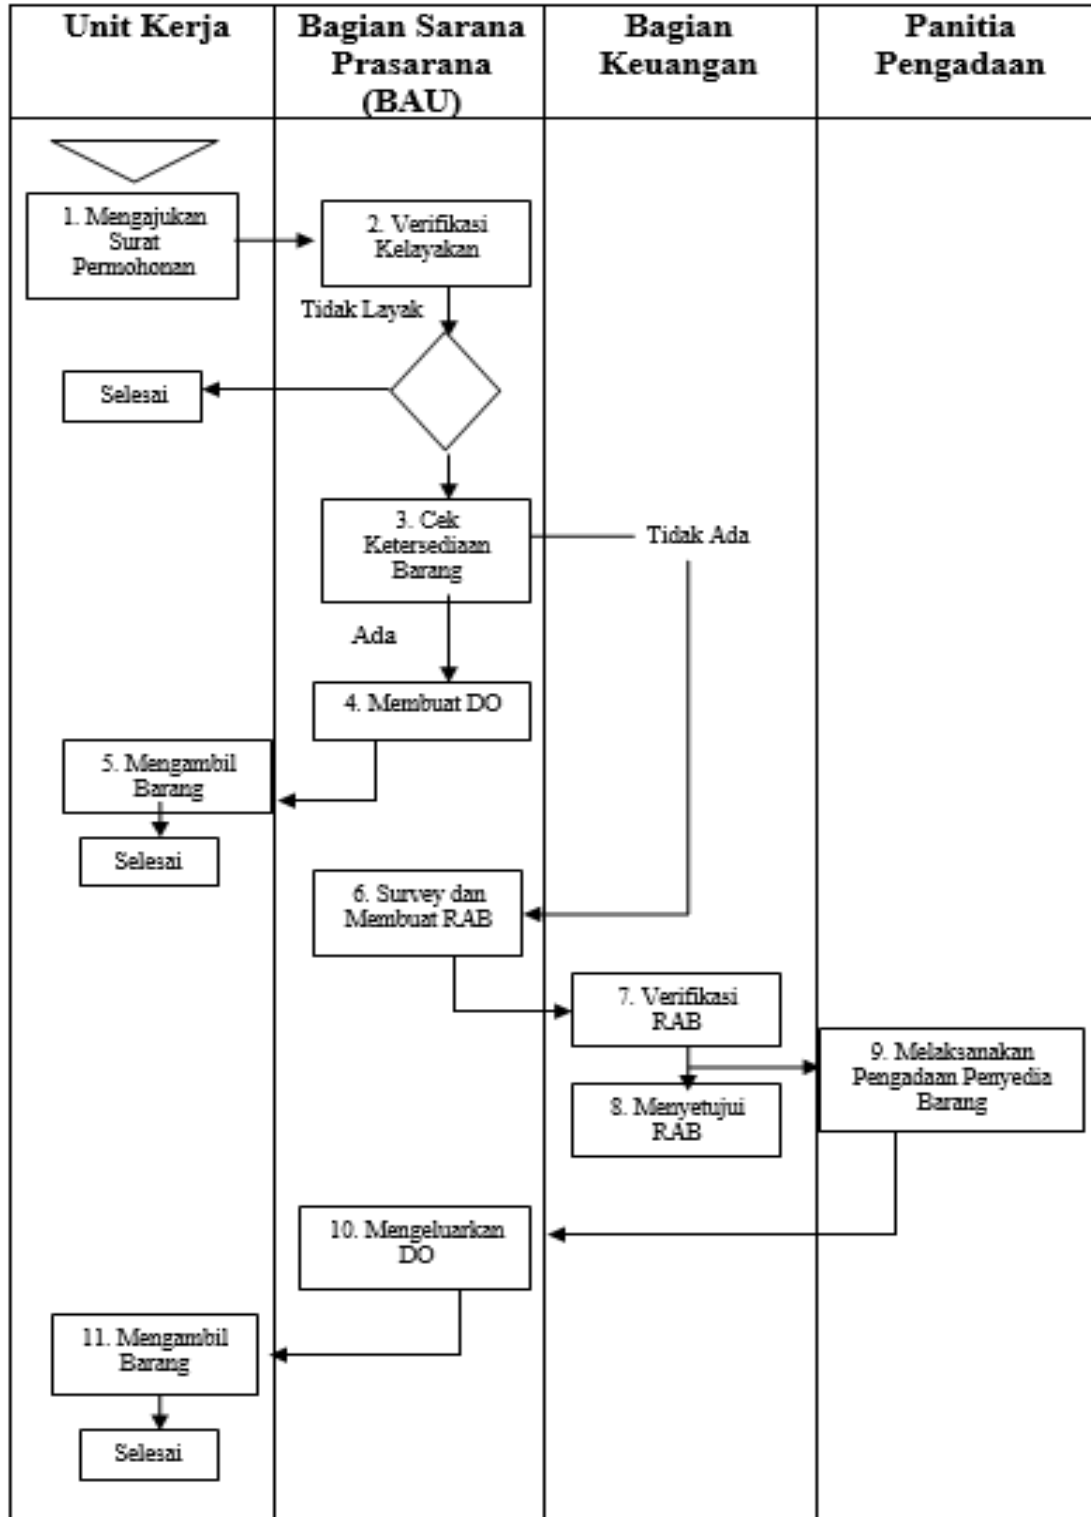 Unit Kerja
Bagian Sarana
Prasarana
(BAU)
Bagian
Keuangan
Panitia
Pengadaan
1. Mengajukan
Surat
Permohonan
2. Verifikasi
Kelayakan
Tidak Layak
Selesai
3. Cek
Ketersediaan
Barang
Tidak Ada
Ada
4. Membuat DO
5. Mengambil
Barang
Selesai
6. Survey dan
Membuat RAB
7. Verifikasi
RAB
8. Menyetujui
RAB
9. Melaksanakan
Pengadaan Penyedia
Barang
10. Mengeluarkan
DO
11. Mengambil
Barang
Selesai